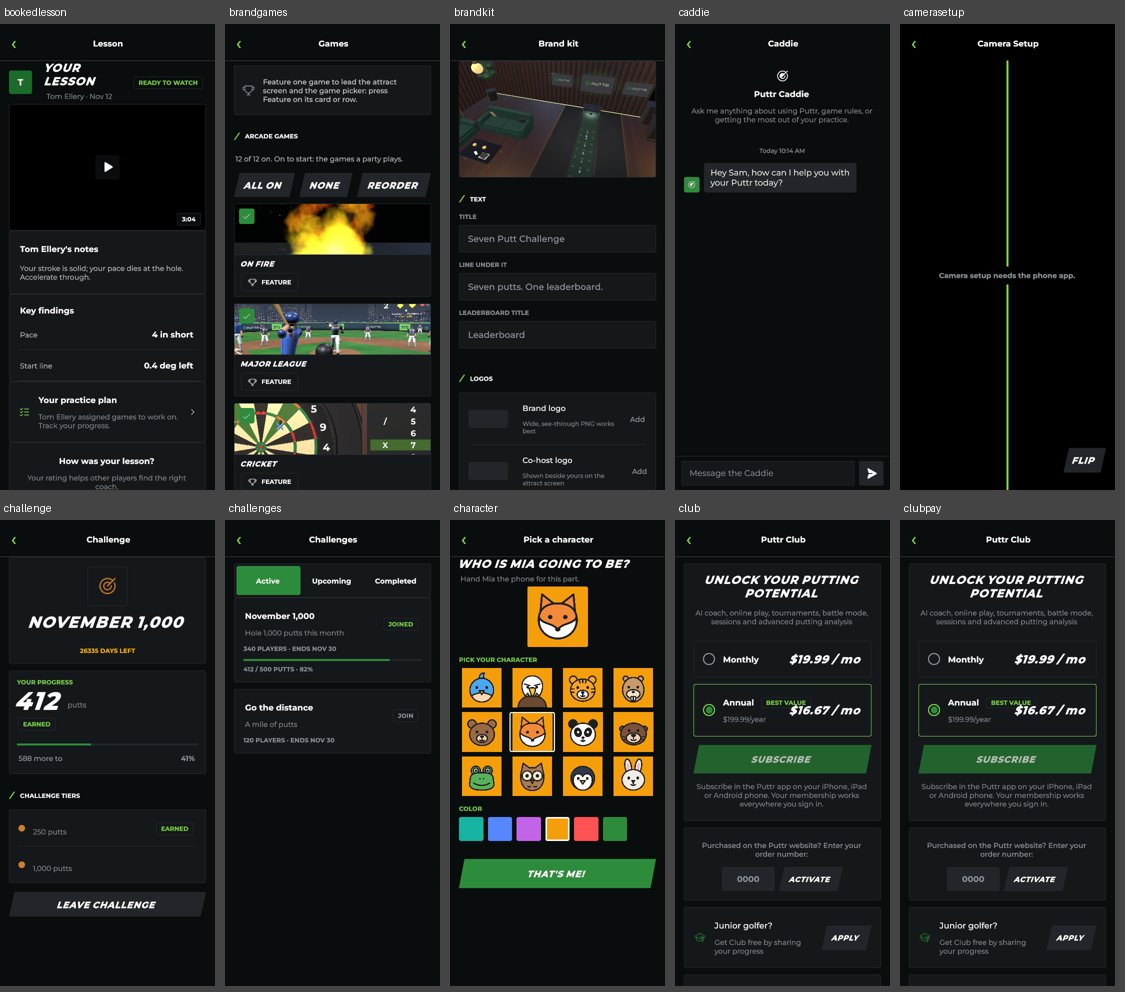 bookedlesson
Lesson
T
YOUR
LESSON
Tom Ellery · Nov 12
READY TO WATCH
3:04
Tom Ellery's notes
Your stroke is solid; your pace dies at the hole.
Accelerate through.
Key findings
Pace
4 in short
Start line
0.4 deg left
Your practice plan
Tom Ellery assigned games to work on.
Track your progress.
How was your lesson?
Your rating helps other players find the right
coach.
brandgames
Games
Feature one game to lead the attract
screen and the game picker: press
Feature on its card or row.
ARCADE GAMES
12 of 12 on. On to start: the games a party plays.
ALL ON
NONE
REORDER
ON FIRE
FEATURE
2
MAJOR LEAGUE
FEATURE
5
9
4
4
/ 5
6
X 7
CRICKET
FEATURE
brandkit
Brand kit
PUTTR
PUTTR
TEXT
TITLE
Seven Putt Challenge
LINE UNDER IT
Seven putts. One leaderboard.
LEADERBOARD TITLE
Leaderboard
LOGOS
Brand logo
Wide, see-through PNG works
best
Add
Co-host logo
Shown beside yours on the
attract screen
Add
caddie
Caddie
Puttr Caddie
Ask me anything about using Puttr, game rules, or
getting the most out of your practice.
Today 10:14 AM
Hey Sam, how can I help you with
your Puttr today?
Message the Caddie
camerasetup
Camera Setup
Camera setup needs the phone app.
FLIP
challenge
Challenge
NOVEMBER 1,000
26335 DAYS LEFT
YOUR PROGRESS
412 putts
EARNED
588 more to
41%
CHALLENGE TIERS
250 putts
EARNED
1,000 putts
LEAVE CHALLENGE
challenges
Challenges
Active
Upcoming
Completed
November 1,000
Hole 1,000 putts this month
JOINED
340 PLAYERS · ENDS NOV 30
412 / 500 PUTTS · 82%
Go the distance
A mile of putts
JOIN
120 PLAYERS · ENDS NOV 30
character
Pick a character
WHO IS MIA GOING TO BE?
Hand Mia the phone for this part.
PICK YOUR CHARACTER
COLOR
THAT'S ME!
club
Puttr Club
UNLOCK YOUR PUTTING
POTENTIAL
AI coach, online play, tournaments, battle mode,
sessions and advanced putting analysis
Monthly
$19.99 / mo
Annual
BEST VALUE
$16.67 / mo
$199.99/year
SUBSCRIBE
Subscribe in the Puttr app on your iPhone, iPad
or Android phone. Your membership works
everywhere you sign in.
Purchased on the Puttr website? Enter your
order number:
0000
ACTIVATE
Junior golfer?
Get Club free by sharing
your progress
APPLY
clubpay
Puttr Club
UNLOCK YOUR PUTTING
POTENTIAL
AI coach, online play, tournaments, battle mode,
sessions and advanced putting analysis
Monthly
$19.99 / mo
Annual
BEST VALUE
$16.67 / mo
$199.99/year
SUBSCRIBE
Subscribe in the Puttr app on your iPhone, iPad
or Android phone. Your membership works
everywhere you sign in.
Purchased on the Puttr website? Enter your
order number:
0000
ACTIVATE
Junior golfer?
Get Club free by sharing
your progress
APPLY